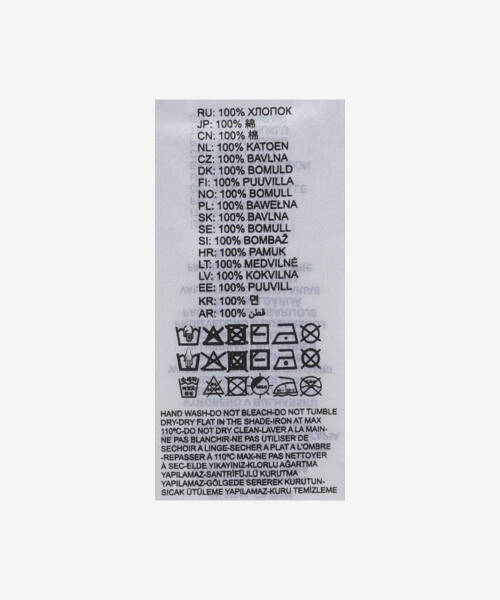 RU: 100% ХЛОПОК
JP: 100% 綿
CN: 100% 棉
NL: 100% KATOEN
CZ: 100% BAVLNA
DK: 100% BOMULD
FI: 100% PUUVILLA
NO: 100% BOMULL
PL: 100% BAWEŁNA
SK: 100% BAVLNA
SE: 100% BOMULL
SI: 100% BOMBAŽ
HR: 100% PAMUK
LT: 100% MEDVILNĖ
LV: 100% KOKVILNA
EE: 100% PUUVILL
KR: 100% 면
AR: 100% قطن
HAND WASH-DO NOT BLEACH-DO NOT TUMBLE
DRY-DRY FLAT IN THE SHADE-IRON AT MAX
110ºC-DO NOT DRY CLEAN-LAVER A LA MAIN-
NE PAS BLANCHIR-NE PAS UTILISER DE
SECHOIR A LINGE-SECHER A PLAT A L'OMBRE
-REPASSER À 110ºC MAX-NE PAS NETTOYER
À SEC-ELDE YIKAYINIZ-KLORLU AĞARTMA
YAPILAMAZ-SANTRİFÜJLÜ KURUTMA
YAPILAMAZ-GÖLGEDE SEREREK KURUTUN-
SICAK ÜTÜLEME YAPILAMAZ-KURU TEMİZLEME